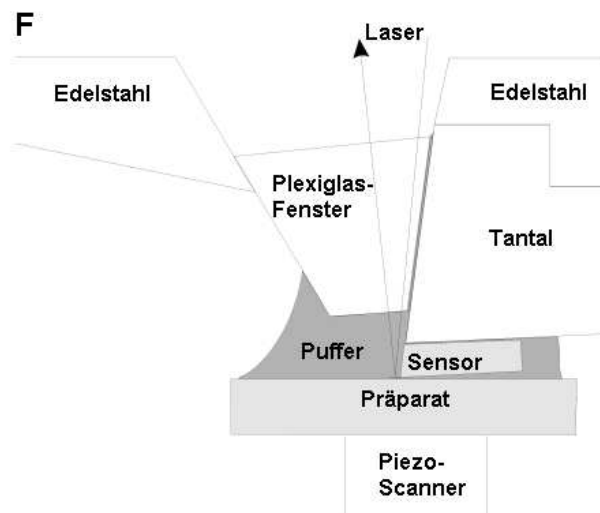 F
Laser
Edelstahl
Edelstahl
Plexiglas-
Fenster
Tantal
Puffer
Sensor
Präparat
Piezo-
Scanner